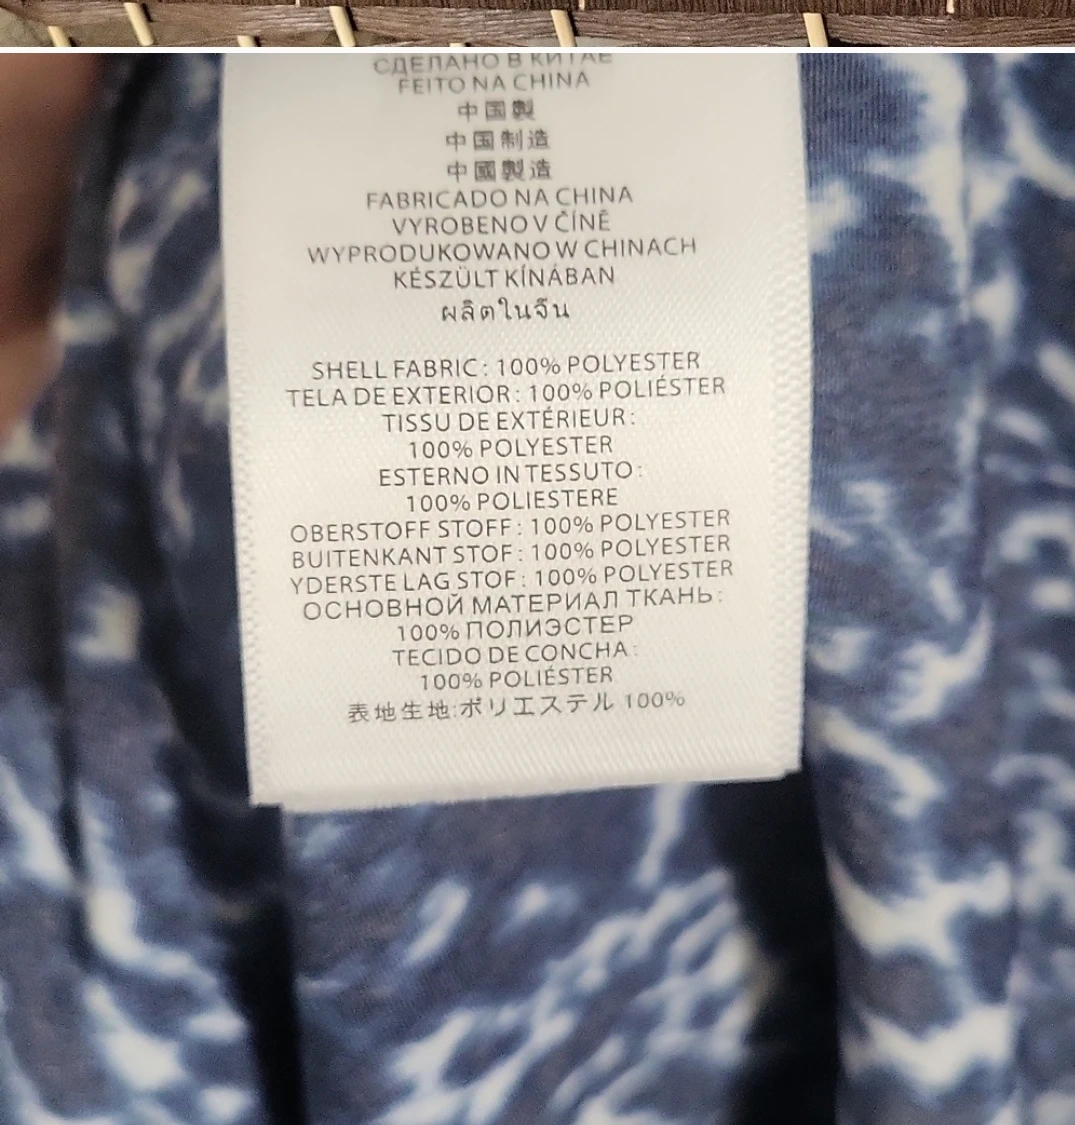 СДЕЛАНО В КИТАЕ
FEITO NA CHINA
中国製
中国制造
中國製造
FABRICADO NA CHINA
VYROBENO V ČÍNĚ
WYPRODUKOWANO W CHINACH
KÉSZÜLT KÍNÁBAN
ผลิตในจีน
SHELL FABRIC: 100% POLYESTER
TELA DE EXTERIOR: 100% POLIÉSTER
TISSU DE EXTÉRIEUR:
100% POLYESTER
ESTERNO IN TESSUTO:
100% POLIESTERE
OBERSTOFF STOFF: 100% POLYESTER
BUITENKANT STOF: 100% POLYESTER
YDERSTE LAG STOF: 100% POLYESTER
ОСНОВНОЙ МАТЕРИАЛ ТКАНЬ:
100% ПОЛИЭСТЕР
TECIDO DE CONCHA:
100% POLIÉSTER
表地生地:ポリエステル 100%